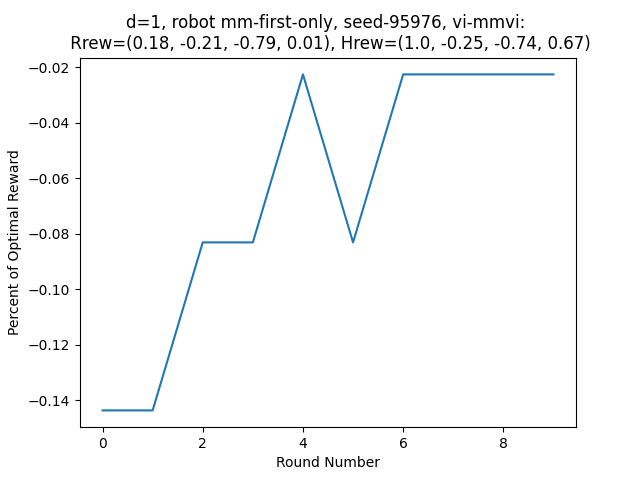 d=1, robot mm-first-only, seed-95976, vi-mmvi:
Rrew=(0.18, -0.21, -0.79, 0.01), Hrew=(1.0, -0.25, -0.74, 0.67)
−0.02
−0.04
−0.06
−0.08
−0.10
−0.12
−0.14
Percent of Optimal Reward
0 2 4 6 8
Round Number